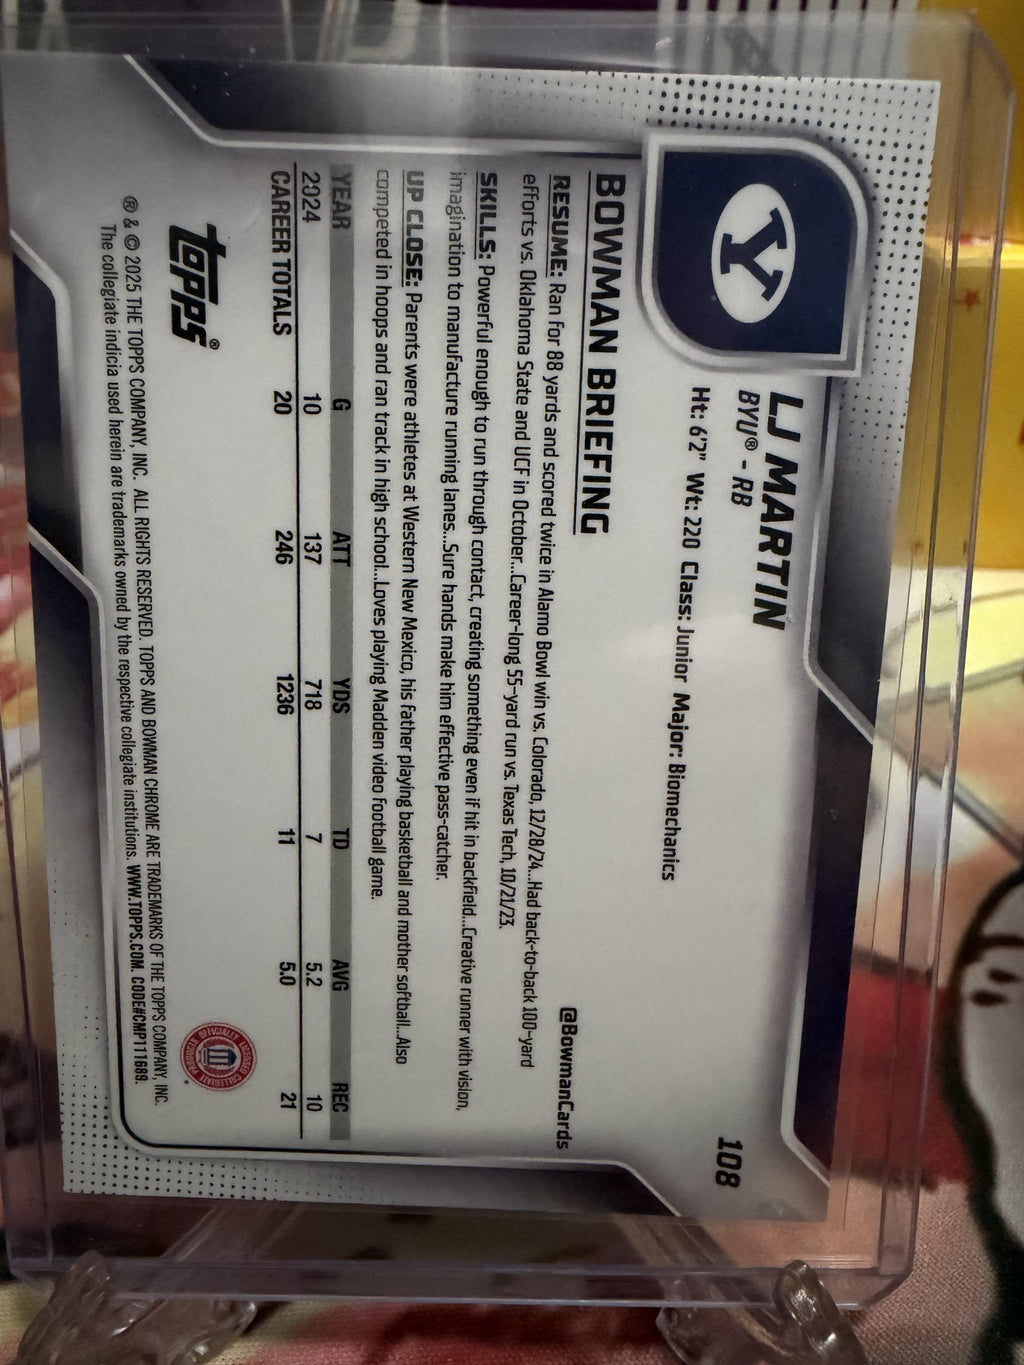 108
LJ MARTIN
BYU® - RB
Ht: 6'2" Wt: 220 Class: Junior Major: Biomechanics
Y
BOWMAN BRIEFING
@BowmanCards
RESUME: Ran for 88 yards and scored twice in Alamo Bowl win vs. Colorado, 12/28/24...Had back-to-back 100-yard
efforts vs. Oklahoma State and UCF in October...Career-long 55-yard run vs. Texas Tech, 10/21/23.
SKILLS: Powerful enough to run through contact, creating something even if hit in backfield...Creative runner with vision,
imagination to manufacture running lanes...Sure hands make him effective pass-catcher.
UP CLOSE: Parents were athletes at Western New Mexico, his father playing basketball and mother softball...Also
competed in hoops and ran track in high school...Loves playing Madden video football game.
YEAR G ATT YDS TD AVG REC
2024 10 137 718 7 5.2 10
CAREER TOTALS 20 246 1236 11 5.0 21
topps®
OFFICIALLY LICENSED COLLEGIATE PRODUCTS
® & © 2025 THE TOPPS COMPANY, INC. ALL RIGHTS RESERVED. TOPPS AND BOWMAN CHROME ARE TRADEMARKS OF THE TOPPS COMPANY, INC.
The collegiate indicia used herein are trademarks owned by the respective collegiate institutions. WWW.TOPPS.COM. CODE#CMP111689.